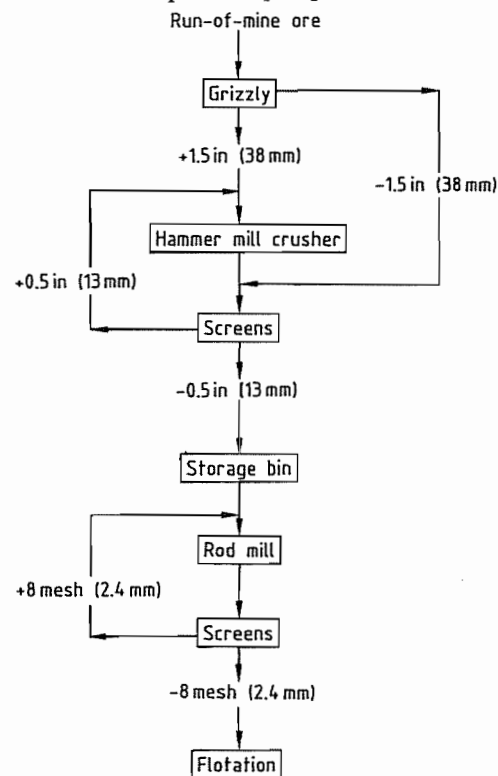 Run-of-mine ore
Grizzly
+1.5 in (38 mm)
-1.5 in (38 mm)
Hammer mill crusher
+0.5 in (13 mm)
Screens
-0.5 in (13 mm)
Storage bin
Rod mill
+8 mesh (2.4 mm)
Screens
-8 mesh (2.4 mm)
Flotation